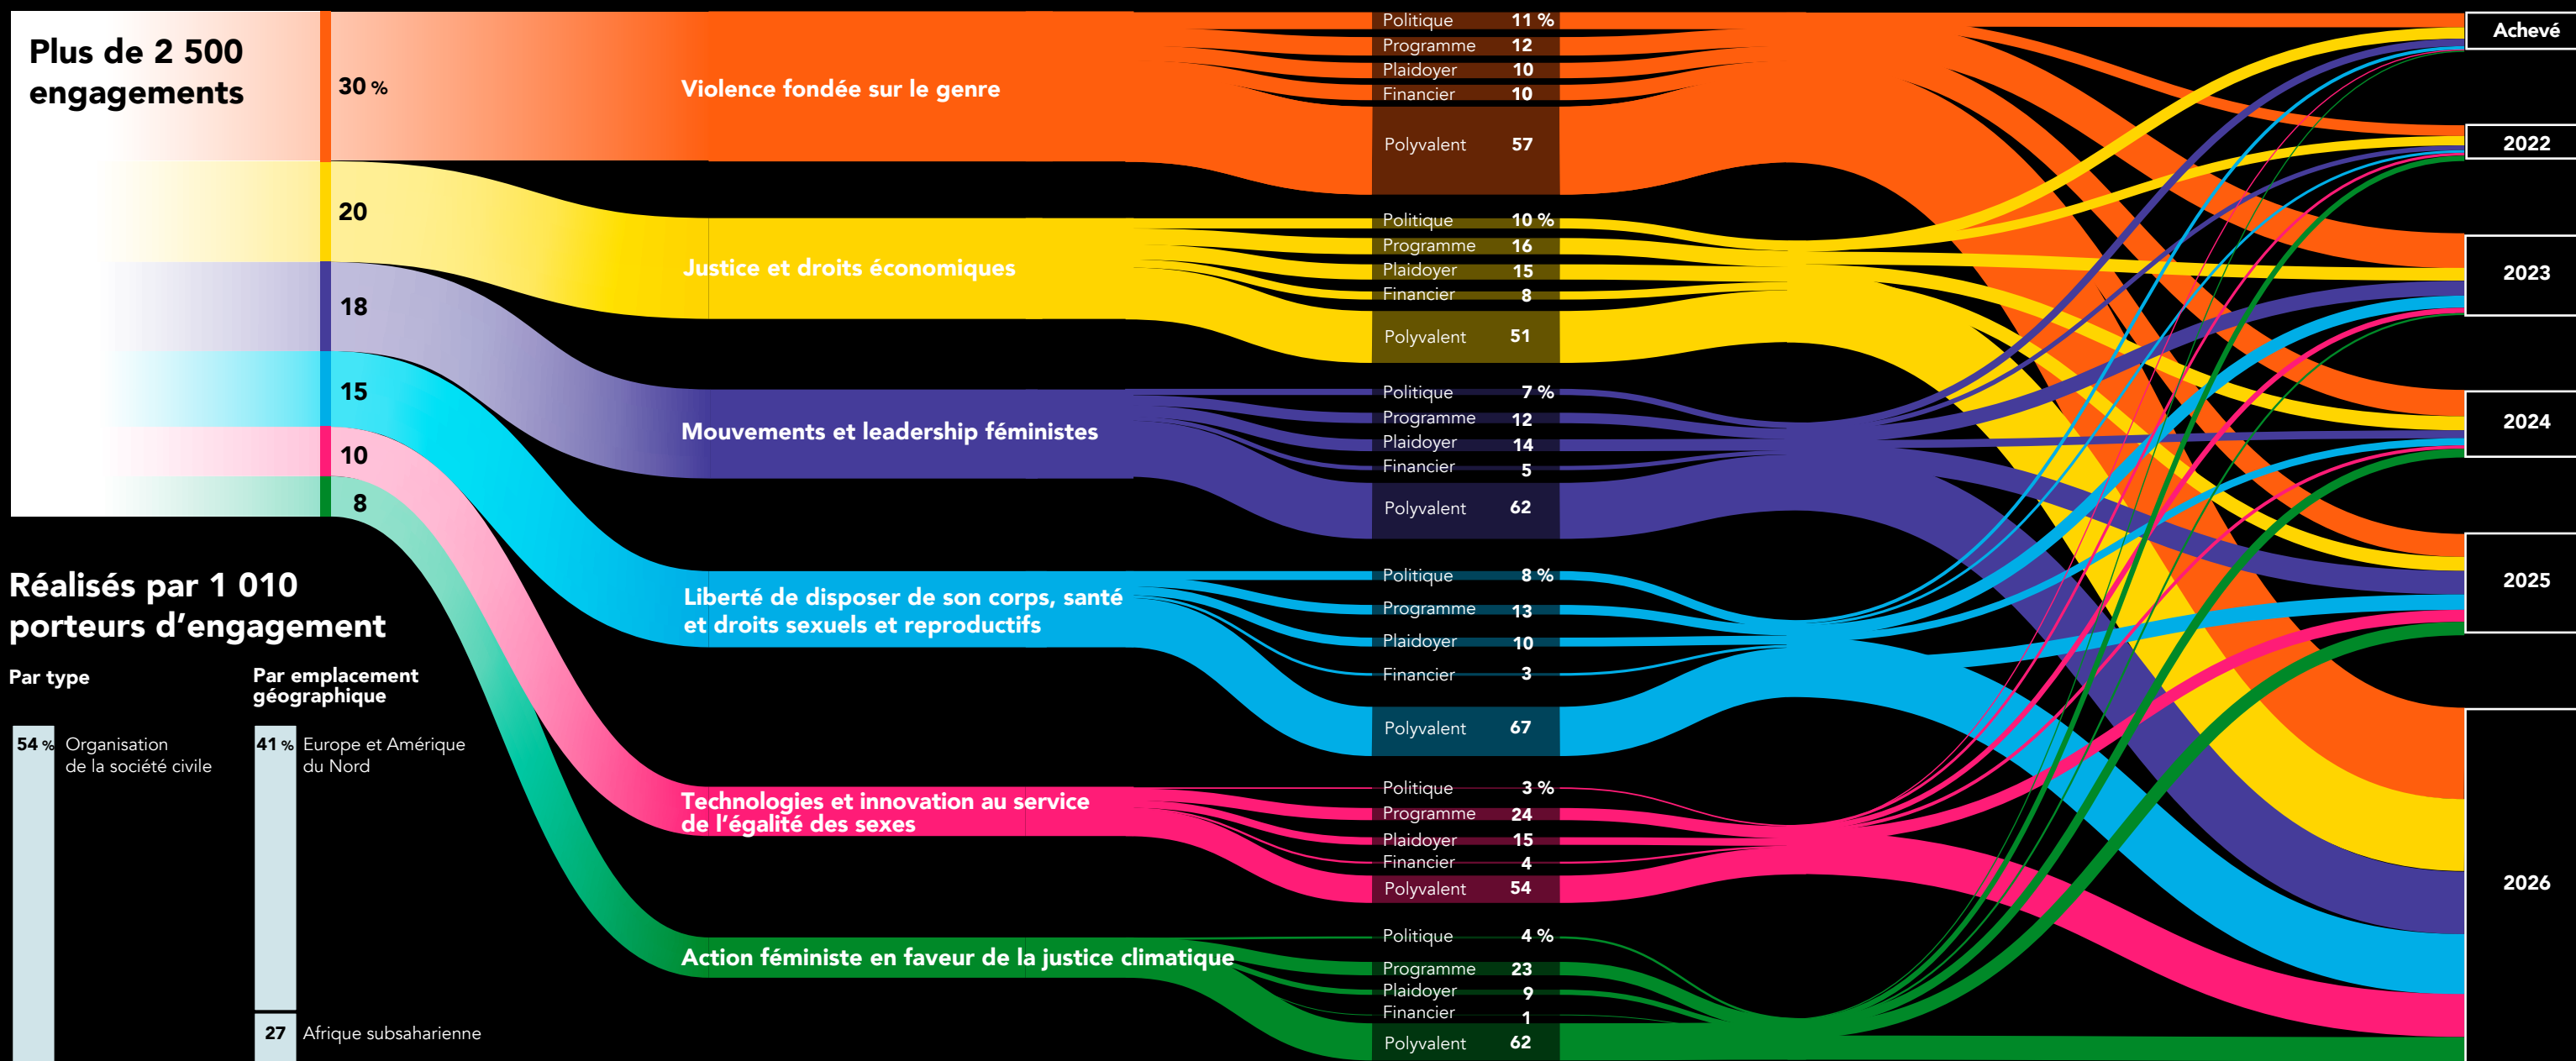 Plus de 2 500
engagements
30 %
20
18
15
10
8
Réalisés par 1 010
porteurs d’engagement
Par type
54 %
Organisation
de la société civile
Par emplacement
géographique
41 %
Europe et Amérique
du Nord
27
Afrique subsaharienne
Violence fondée sur le genre
Politique 11 %
Programme 12
Plaidoyer 10
Financier 10
Polyvalent 57
Justice et droits économiques
Politique 10 %
Programme 16
Plaidoyer 15
Financier 8
Polyvalent 51
Mouvements et leadership féministes
Politique 7 %
Programme 12
Plaidoyer 14
Financier 5
Polyvalent 62
Liberté de disposer de son corps, santé
et droits sexuels et reproductifs
Politique 8 %
Programme 13
Plaidoyer 10
Financier 3
Polyvalent 67
Technologies et innovation au service
de l’égalité des sexes
Politique 3 %
Programme 24
Plaidoyer 15
Financier 4
Polyvalent 54
Action féministe en faveur de la justice climatique
Politique 4 %
Programme 23
Plaidoyer 9
Financier 1
Polyvalent 62
Achevé
2022
2023
2024
2025
2026